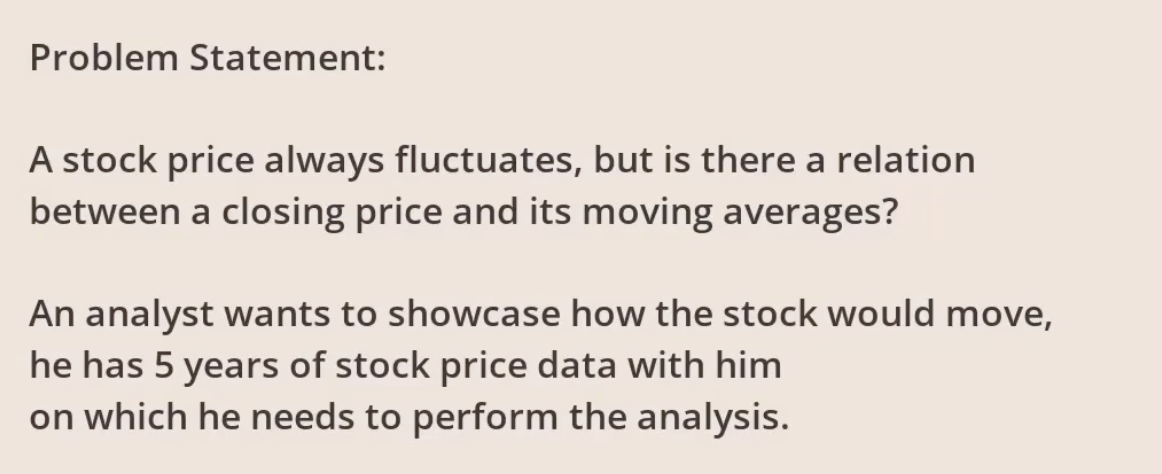 Problem Statement:
A stock price always fluctuates, but is there a relation
between a closing price and its moving averages?
An analyst wants to showcase how the stock would move,
he has 5 years of stock price data with him
on which he needs to perform the analysis.